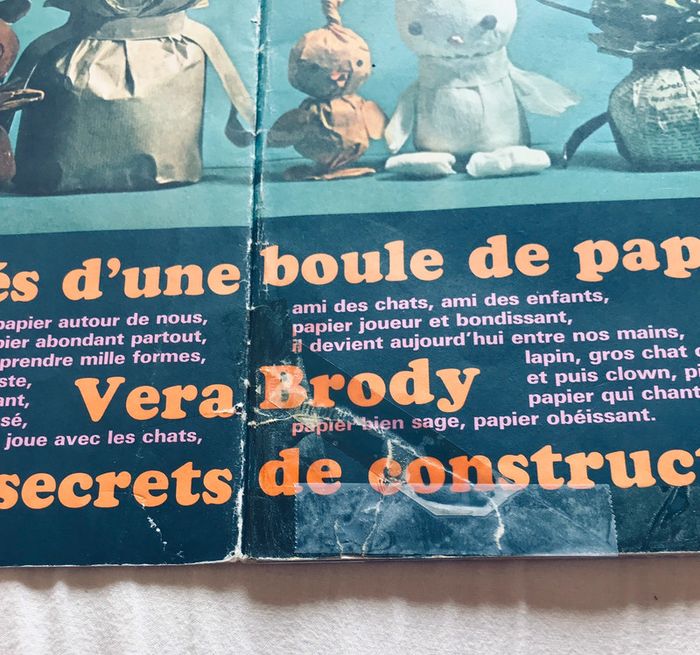 és d'une boule de pap
papier autour de nous,
pier abondant partout,
prendre mille formes,
ste,
ant,
sé,
joue avec les chats,
ami des chats, ami des enfants,
papier joueur et bondissant,
il devient aujourd'hui entre nos mains,
lapin, gros chat
et puis clown, pi
papier qui chant
papier bien sage, papier obéissant.
Vera Brody
secrets de construct